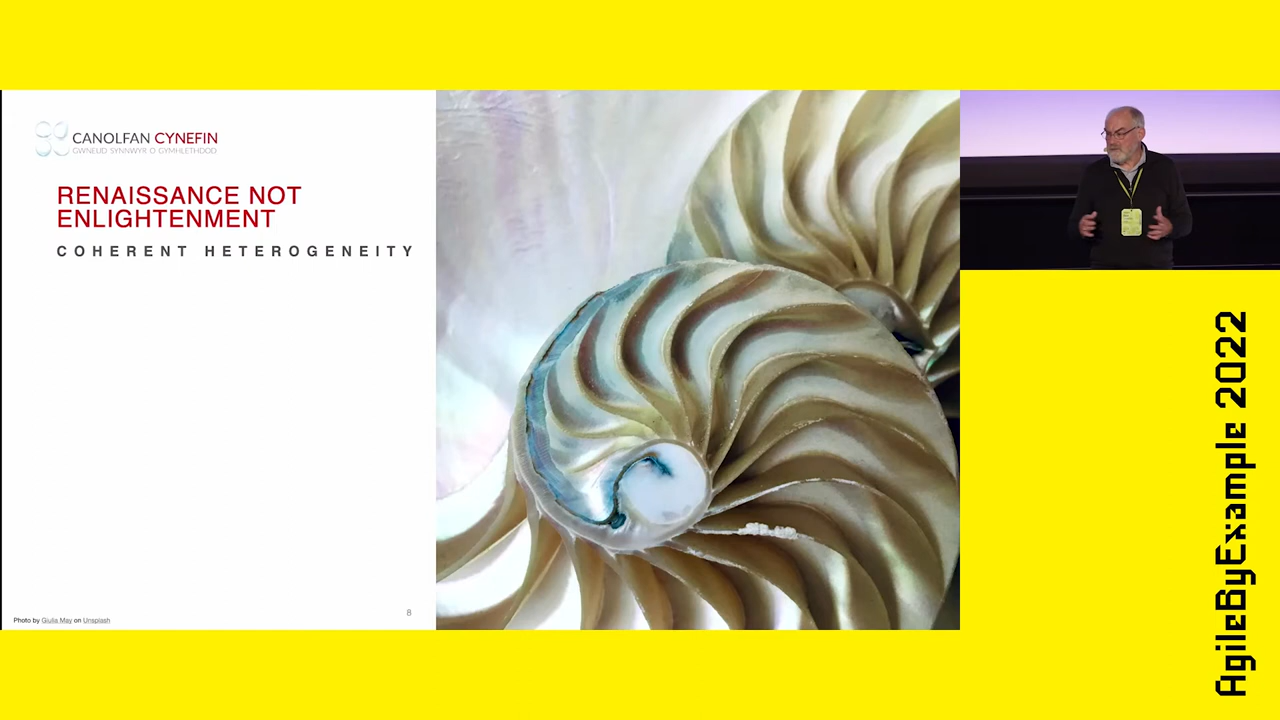 CANOLFAN CYNEFIN
GWNEUD SYNNWYR O GYMHLETHDOD
RENAISSANCE NOT
ENLIGHTENMENT
COHERENT HETEROGENEITY
8
Photo by Giulia May on Unsplash
AgileByExample 2022